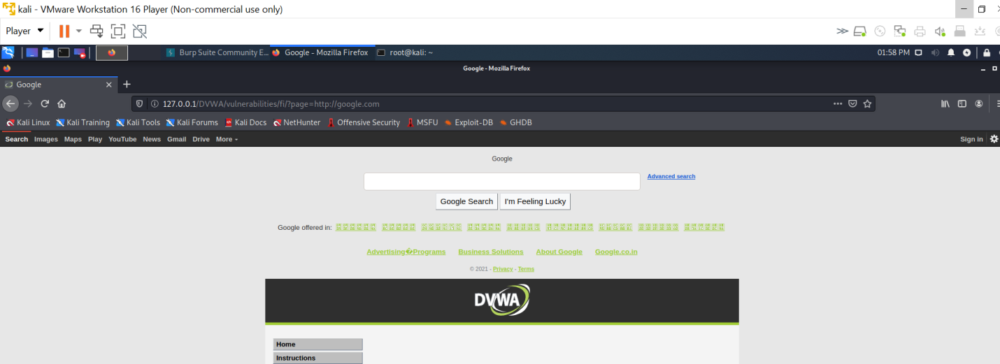 kali - VMware Workstation 16 Player (Non-commercial use only)
Player
Burp Suite Community E... Google - Mozilla Firefox root@kali: ~ 01:58 PM
Google - Mozilla Firefox
Google
127.0.0.1/DVWA/vulnerabilities/fi/?page=http://google.com
Kali Linux Kali Training Kali Tools Kali Forums Kali Docs NetHunter Offensive Security MSFU Exploit-DB GHDB
Search Images Maps Play YouTube News Gmail Drive More Sign in
Google
Advanced search
Google Search I'm Feeling Lucky
Google offered in:
Advertising�Programs Business Solutions About Google Google.co.in
© 2021 - Privacy - Terms
DVWA
Home
Instructions